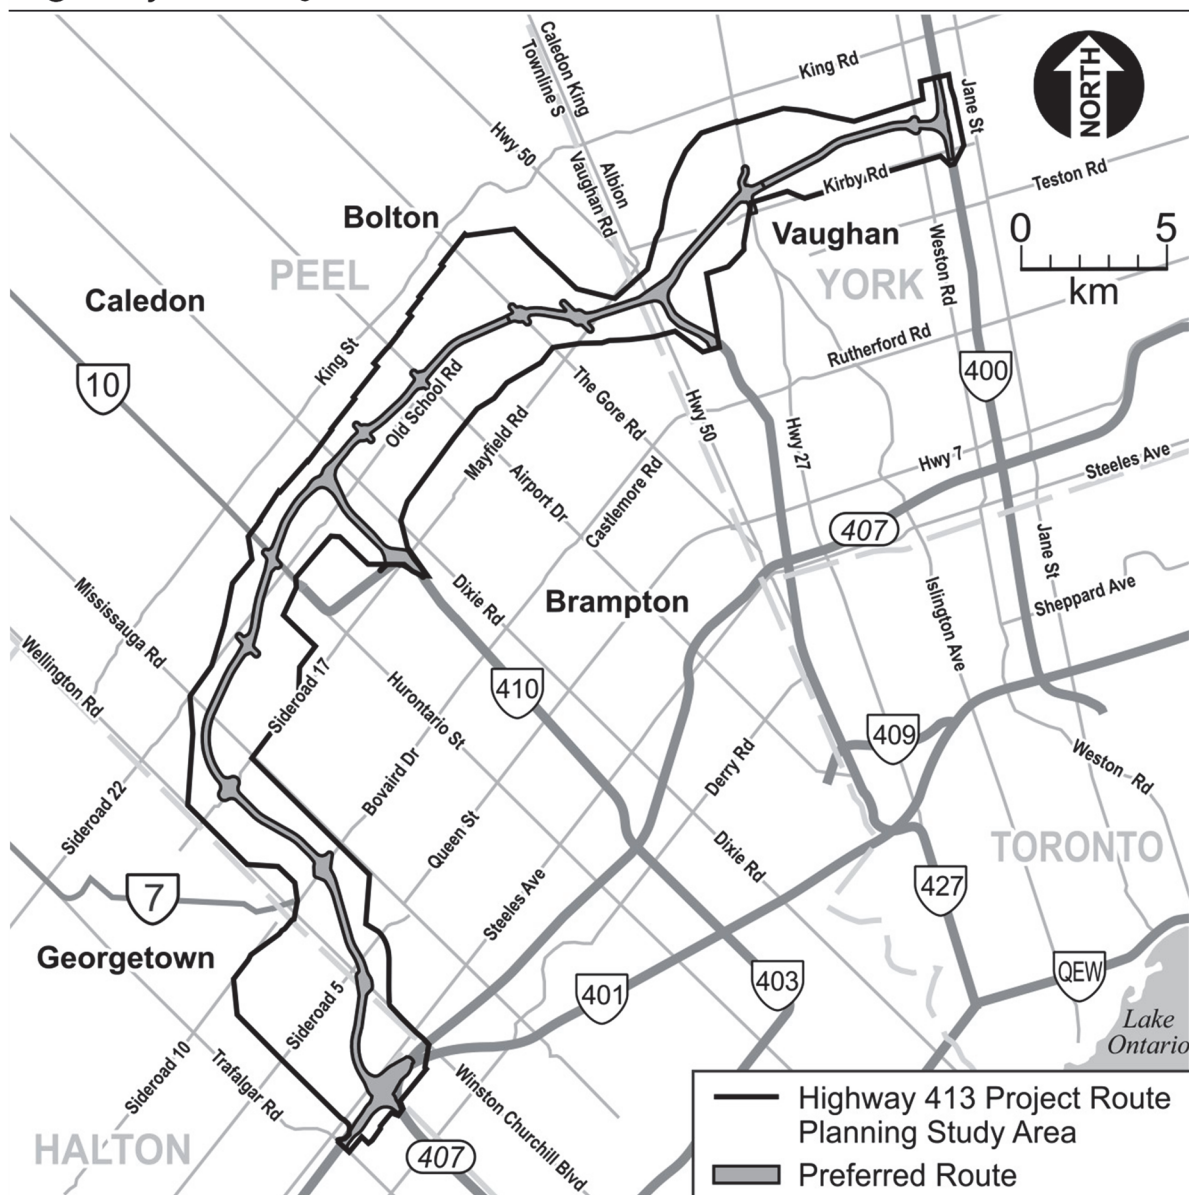 King Rd
Caledon King
Townline S
Jane St
NORTH
Hwy 50
Albion
Vaughan Rd
Kirby Rd
Teston Rd
Bolton
Vaughan
0 5
km
PEEL
YORK
Weston Rd
Caledon
King St
Rutherford Rd
10
400
Old School Rd
The Gore Rd
Hwy 50
Mayfield Rd
Hwy 27
Hwy 7
Steeles Ave
Airport Dr
Castlemore Rd
407
Jane St
Mississauga Rd
Dixie Rd
Brampton
Islington Ave
Sheppard Ave
Wellington Rd
Sideroad 17
Hurontario St
410
409
Bovaird Dr
Derry Rd
Weston Rd
Sideroad 22
Queen St
Dixie Rd
TORONTO
7
427
Steeles Ave
Georgetown
401
403
QEW
Sideroad 5
Lake
Ontario
Sideroad 10
Trafalgar Rd
Winston Churchill Blvd
HALTON
407
Highway 413 Project Route
Planning Study Area
Preferred Route